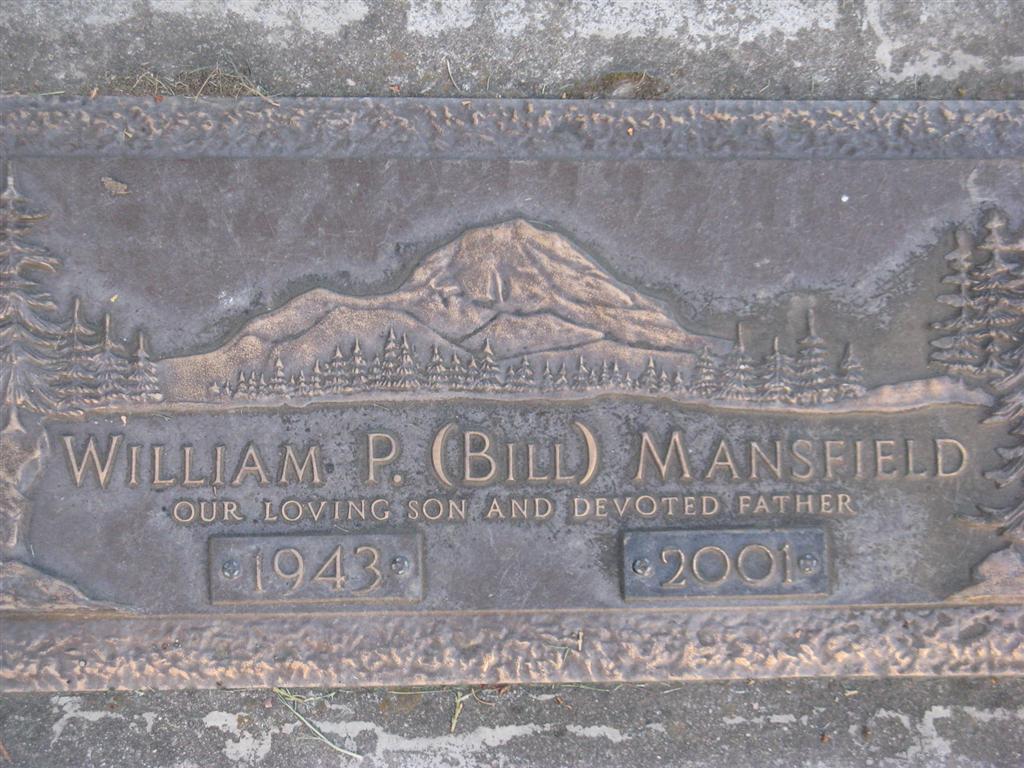 William P. (Bill) Mansfield
OUR LOVING SON AND DEVOTED FATHER
1943 2001